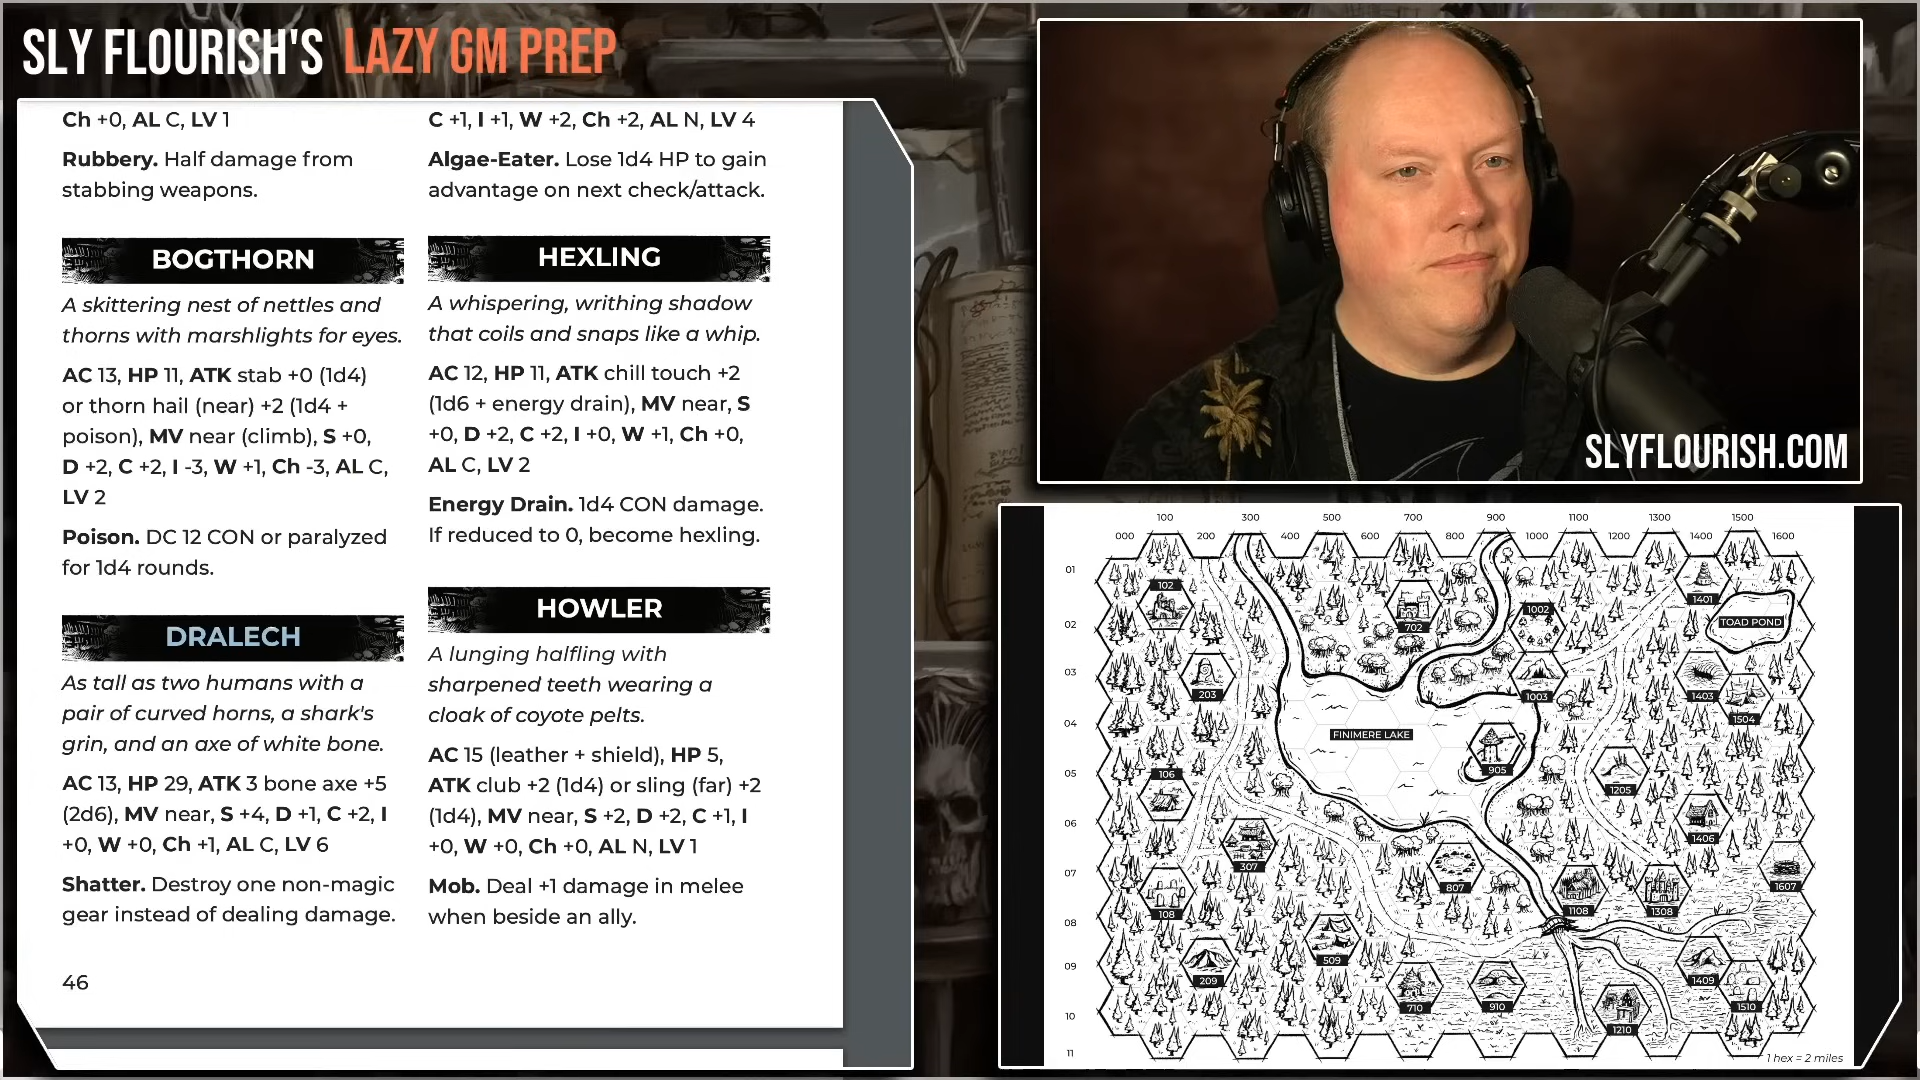 SLY FLOURISH'S LAZY GM PREP
Ch +0, AL C, LV 1
Rubbery. Half damage from
stabbing weapons.
BOGTHORN
A skittering nest of nettles and
thorns with marshlights for eyes.
AC 13, HP 11, ATK stab +0 (1d4)
or thorn hail (near) +2 (1d4 +
poison), MV near (climb), S +0,
D +2, C +2, I -3, W +1, Ch -3, AL C,
LV 2
Poison. DC 12 CON or paralyzed
for 1d4 rounds.
DRALECH
As tall as two humans with a
pair of curved horns, a shark's
grin, and an axe of white bone.
AC 13, HP 29, ATK 3 bone axe +5
(2d6), MV near, S +4, D +1, C +2, I
+0, W +0, Ch +1, AL C, LV 6
Shatter. Destroy one non-magic
gear instead of dealing damage.
46
C +1, I +1, W +2, Ch +2, AL N, LV 4
Algae-Eater. Lose 1d4 HP to gain
advantage on next check/attack.
HEXLING
A whispering, writhing shadow
that coils and snaps like a whip.
AC 12, HP 11, ATK chill touch +2
(1d6 + energy drain), MV near, S
+0, D +2, C +2, I +0, W +1, Ch +0,
AL C, LV 2
Energy Drain. 1d4 CON damage.
If reduced to 0, become hexling.
HOWLER
A lunging halfling with
sharpened teeth wearing a
cloak of coyote pelts.
AC 15 (leather + shield), HP 5,
ATK club +2 (1d4) or sling (far) +2
(1d4), MV near, S +2, D +2, C +1, I
+0, W +0, Ch +0, AL N, LV 1
Mob. Deal +1 damage in melee
when beside an ally.
SLYFLOURISH.COM
100 300 500 700 900 1100 1300 1500
000 200 400 600 800 1000 1200 1400 1600
01
102
1401
02
702
1002
TOAD POND
03
203
1003
1403
1504
04
FINIMERE LAKE
905
05
106
1205
06
1406
307
07
807
1607
108
1108
1308
08
509
09
209
1409
710
910
1510
10
1210
11
1 hex = 2 miles